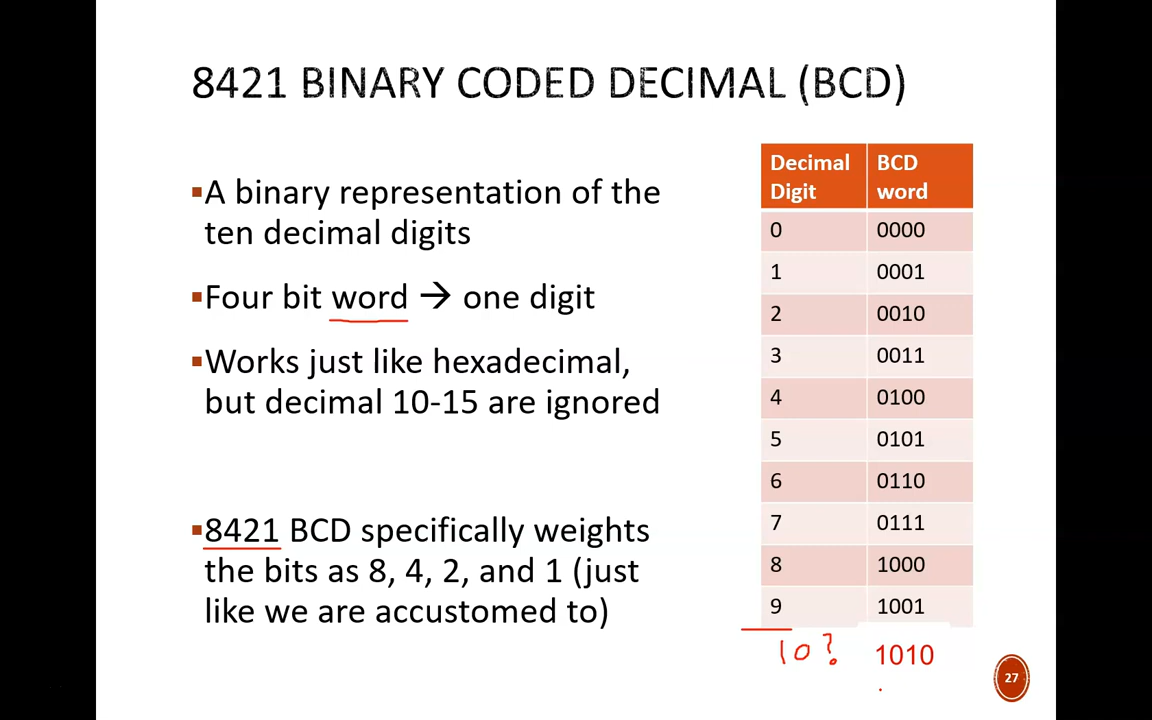 8421 BINARY CODED DECIMAL (BCD)
▪A binary representation of the
ten decimal digits
▪Four bit word → one digit
▪Works just like hexadecimal,
but decimal 10-15 are ignored
▪8421 BCD specifically weights
the bits as 8, 4, 2, and 1 (just
like we are accustomed to)
Decimal Digit BCD word
0 0000
1 0001
2 0010
3 0011
4 0100
5 0101
6 0110
7 0111
8 1000
9 1001
10? 1010
27